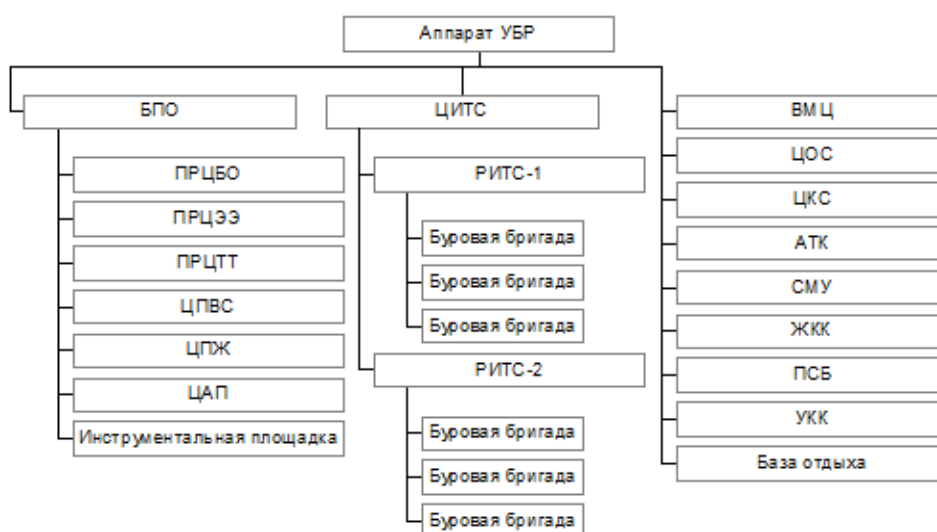 Аппарат УБР
БПО
ПРЦБО
ПРЦЭЭ
ПРЦТТ
ЦПВС
ЦПЖ
ЦАП
Инструментальная площадка
ЦИТС
РИТС-1
Буровая бригада
Буровая бригада
Буровая бригада
РИТС-2
Буровая бригада
Буровая бригада
Буровая бригада
ВМЦ
ЦОС
ЦКС
АТК
СМУ
ЖКК
ПСБ
УКК
База отдыха